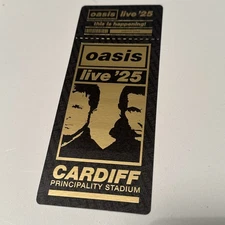 oasis live '25
this is happening!
oasis
live '25
CARDIFF
PRINCIPALITY STADIUM